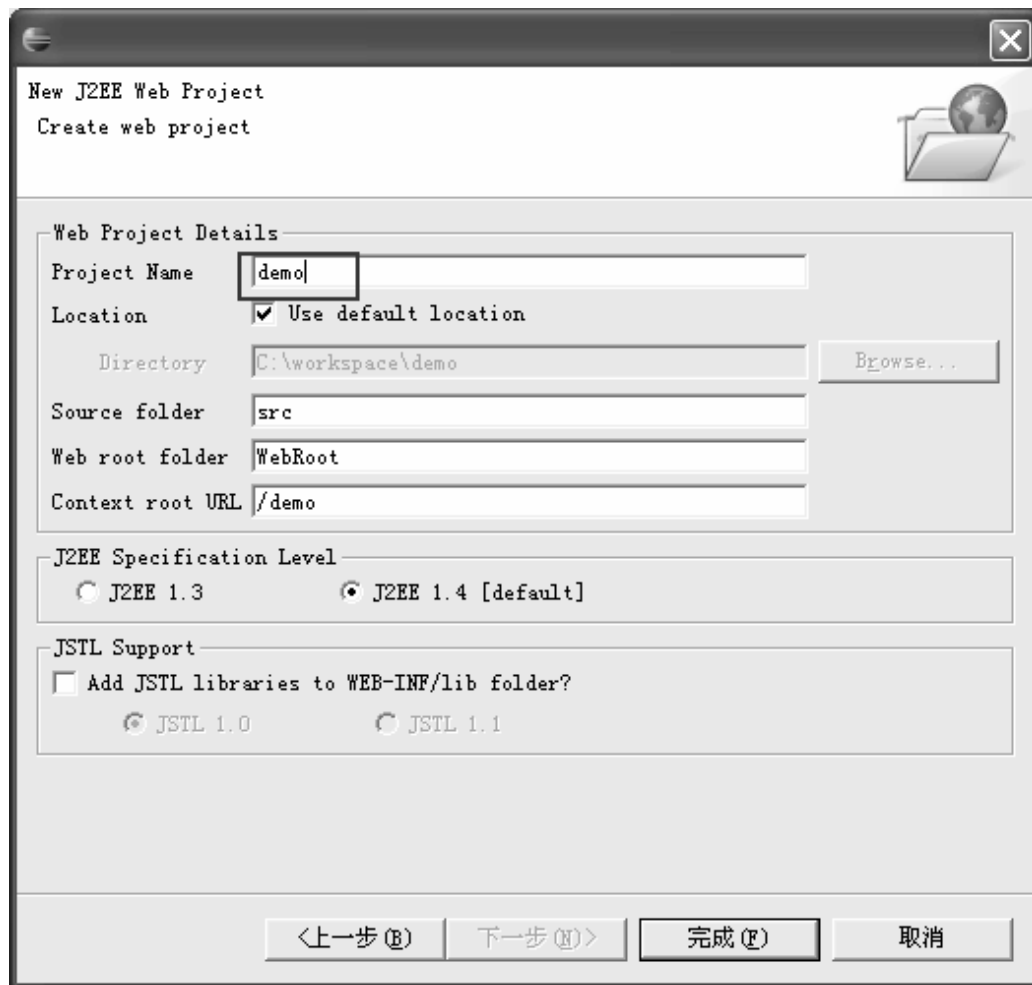 New J2EE Web Project
Create web project
Web Project Details
Project Name demo
Location Use default location
Directory C:\workspace\demo Browse...
Source folder src
Web root folder WebRoot
Context root URL /demo
J2EE Specification Level
J2EE 1.3 J2EE 1.4 [default]
JSTL Support
Add JSTL libraries to WEB-INF/lib folder?
JSTL 1.0 JSTL 1.1
<上一步(B) 下一步(N)> 完成(F) 取消